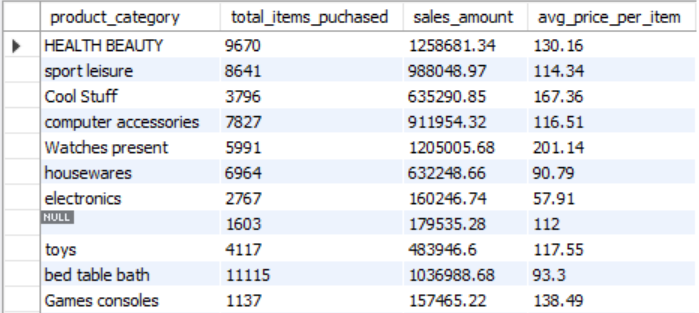 product_category total_items_puchased sales_amount avg_price_per_item
HEALTH BEAUTY 9670 1258681.34 130.16
sport leisure 8641 988048.97 114.34
Cool Stuff 3796 635290.85 167.36
computer accessories 7827 911954.32 116.51
Watches present 5991 1205005.68 201.14
housewares 6964 632248.66 90.79
electronics 2767 160246.74 57.91
NULL 1603 179535.28 112
toys 4117 483946.6 117.55
bed table bath 11115 1036988.68 93.3
Games consoles 1137 157465.22 138.49